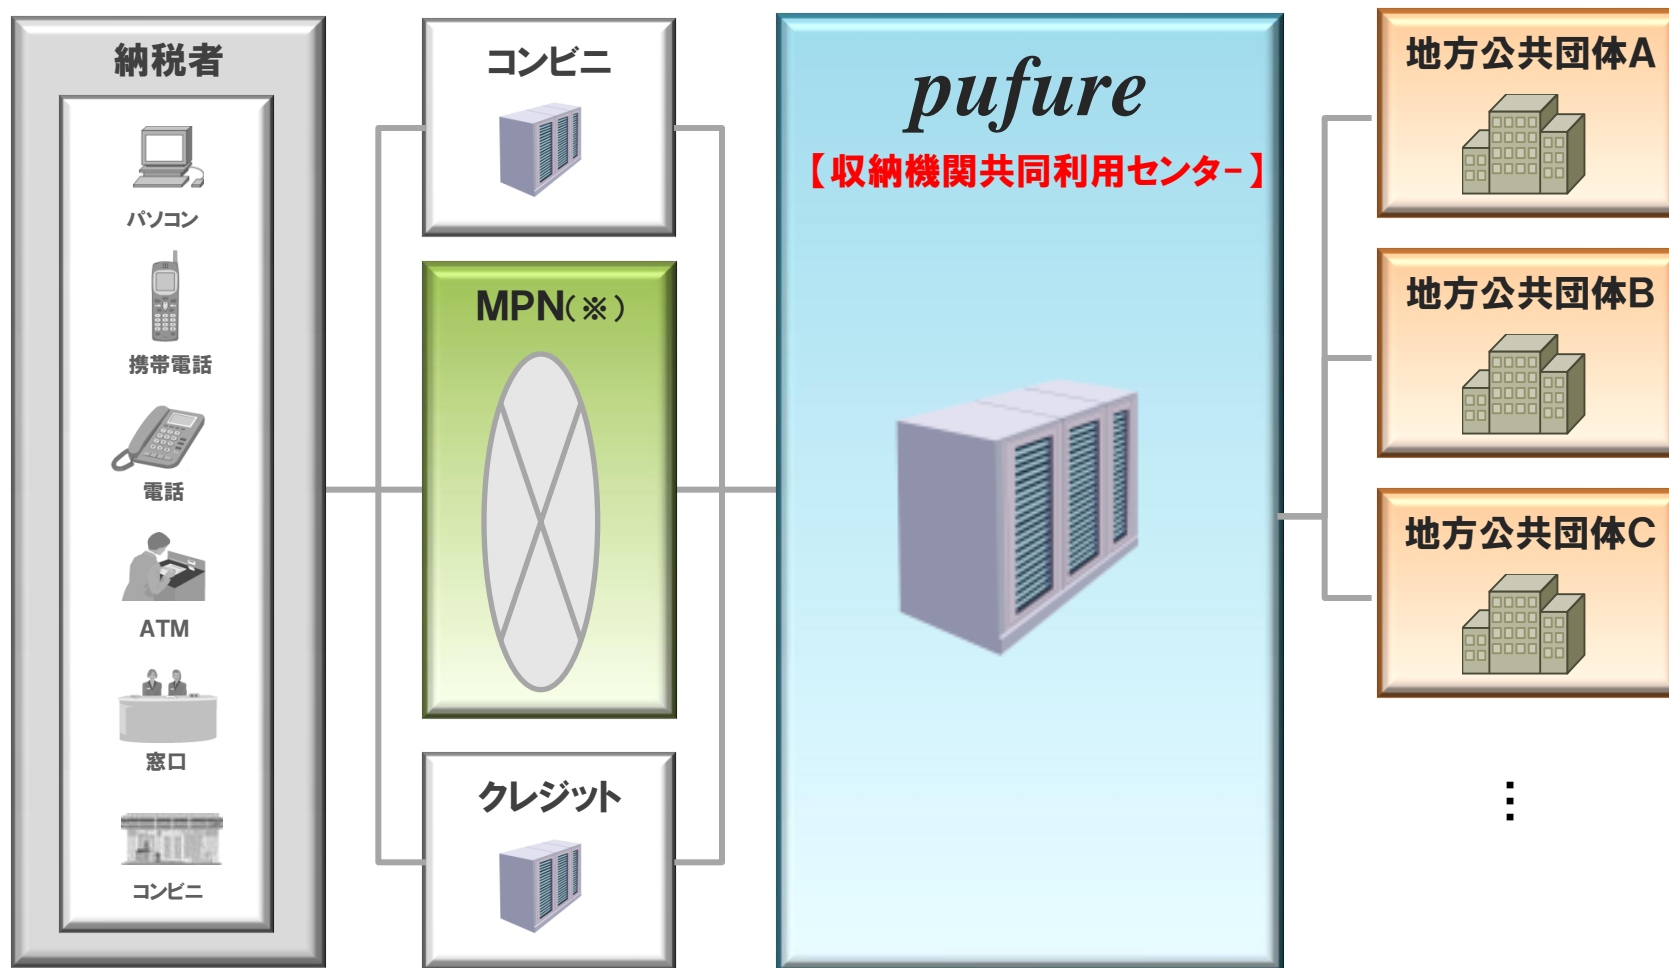 納税者
パソコン
携帯電話
電話
ATM
窓口
コンビニ
コンビニ
MPN(※)
クレジット
pufure
【収納機関共同利用センター】
地方公共団体A
地方公共団体B
地方公共団体C
⋮